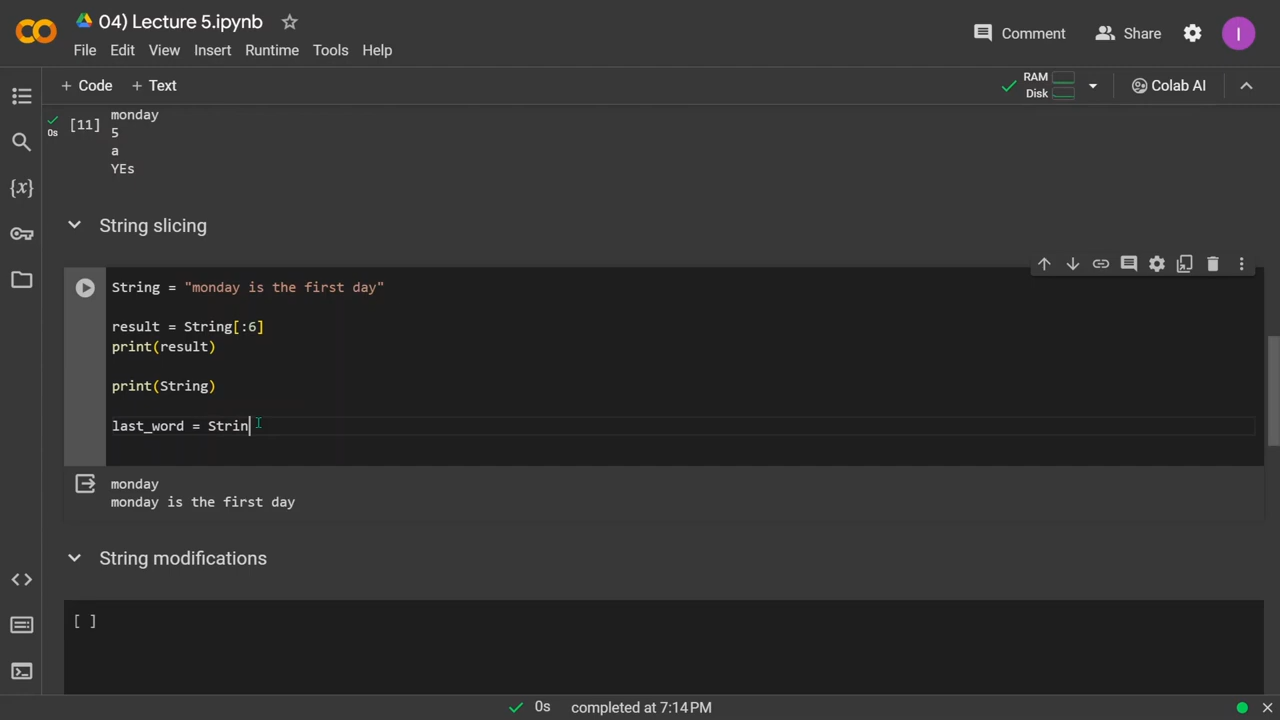 04) Lecture 5.ipynb
Comment
Share
I
File Edit View Insert Runtime Tools Help
+ Code + Text
RAM
Disk
Colab AI
0s
[11]
monday
5
a
YEs
String slicing
String = "monday is the first day"
result = String[:6]
print(result)
print(String)
last_word = Strin
monday
monday is the first day
String modifications
[ ]
{x}
<>
0s completed at 7:14 PM